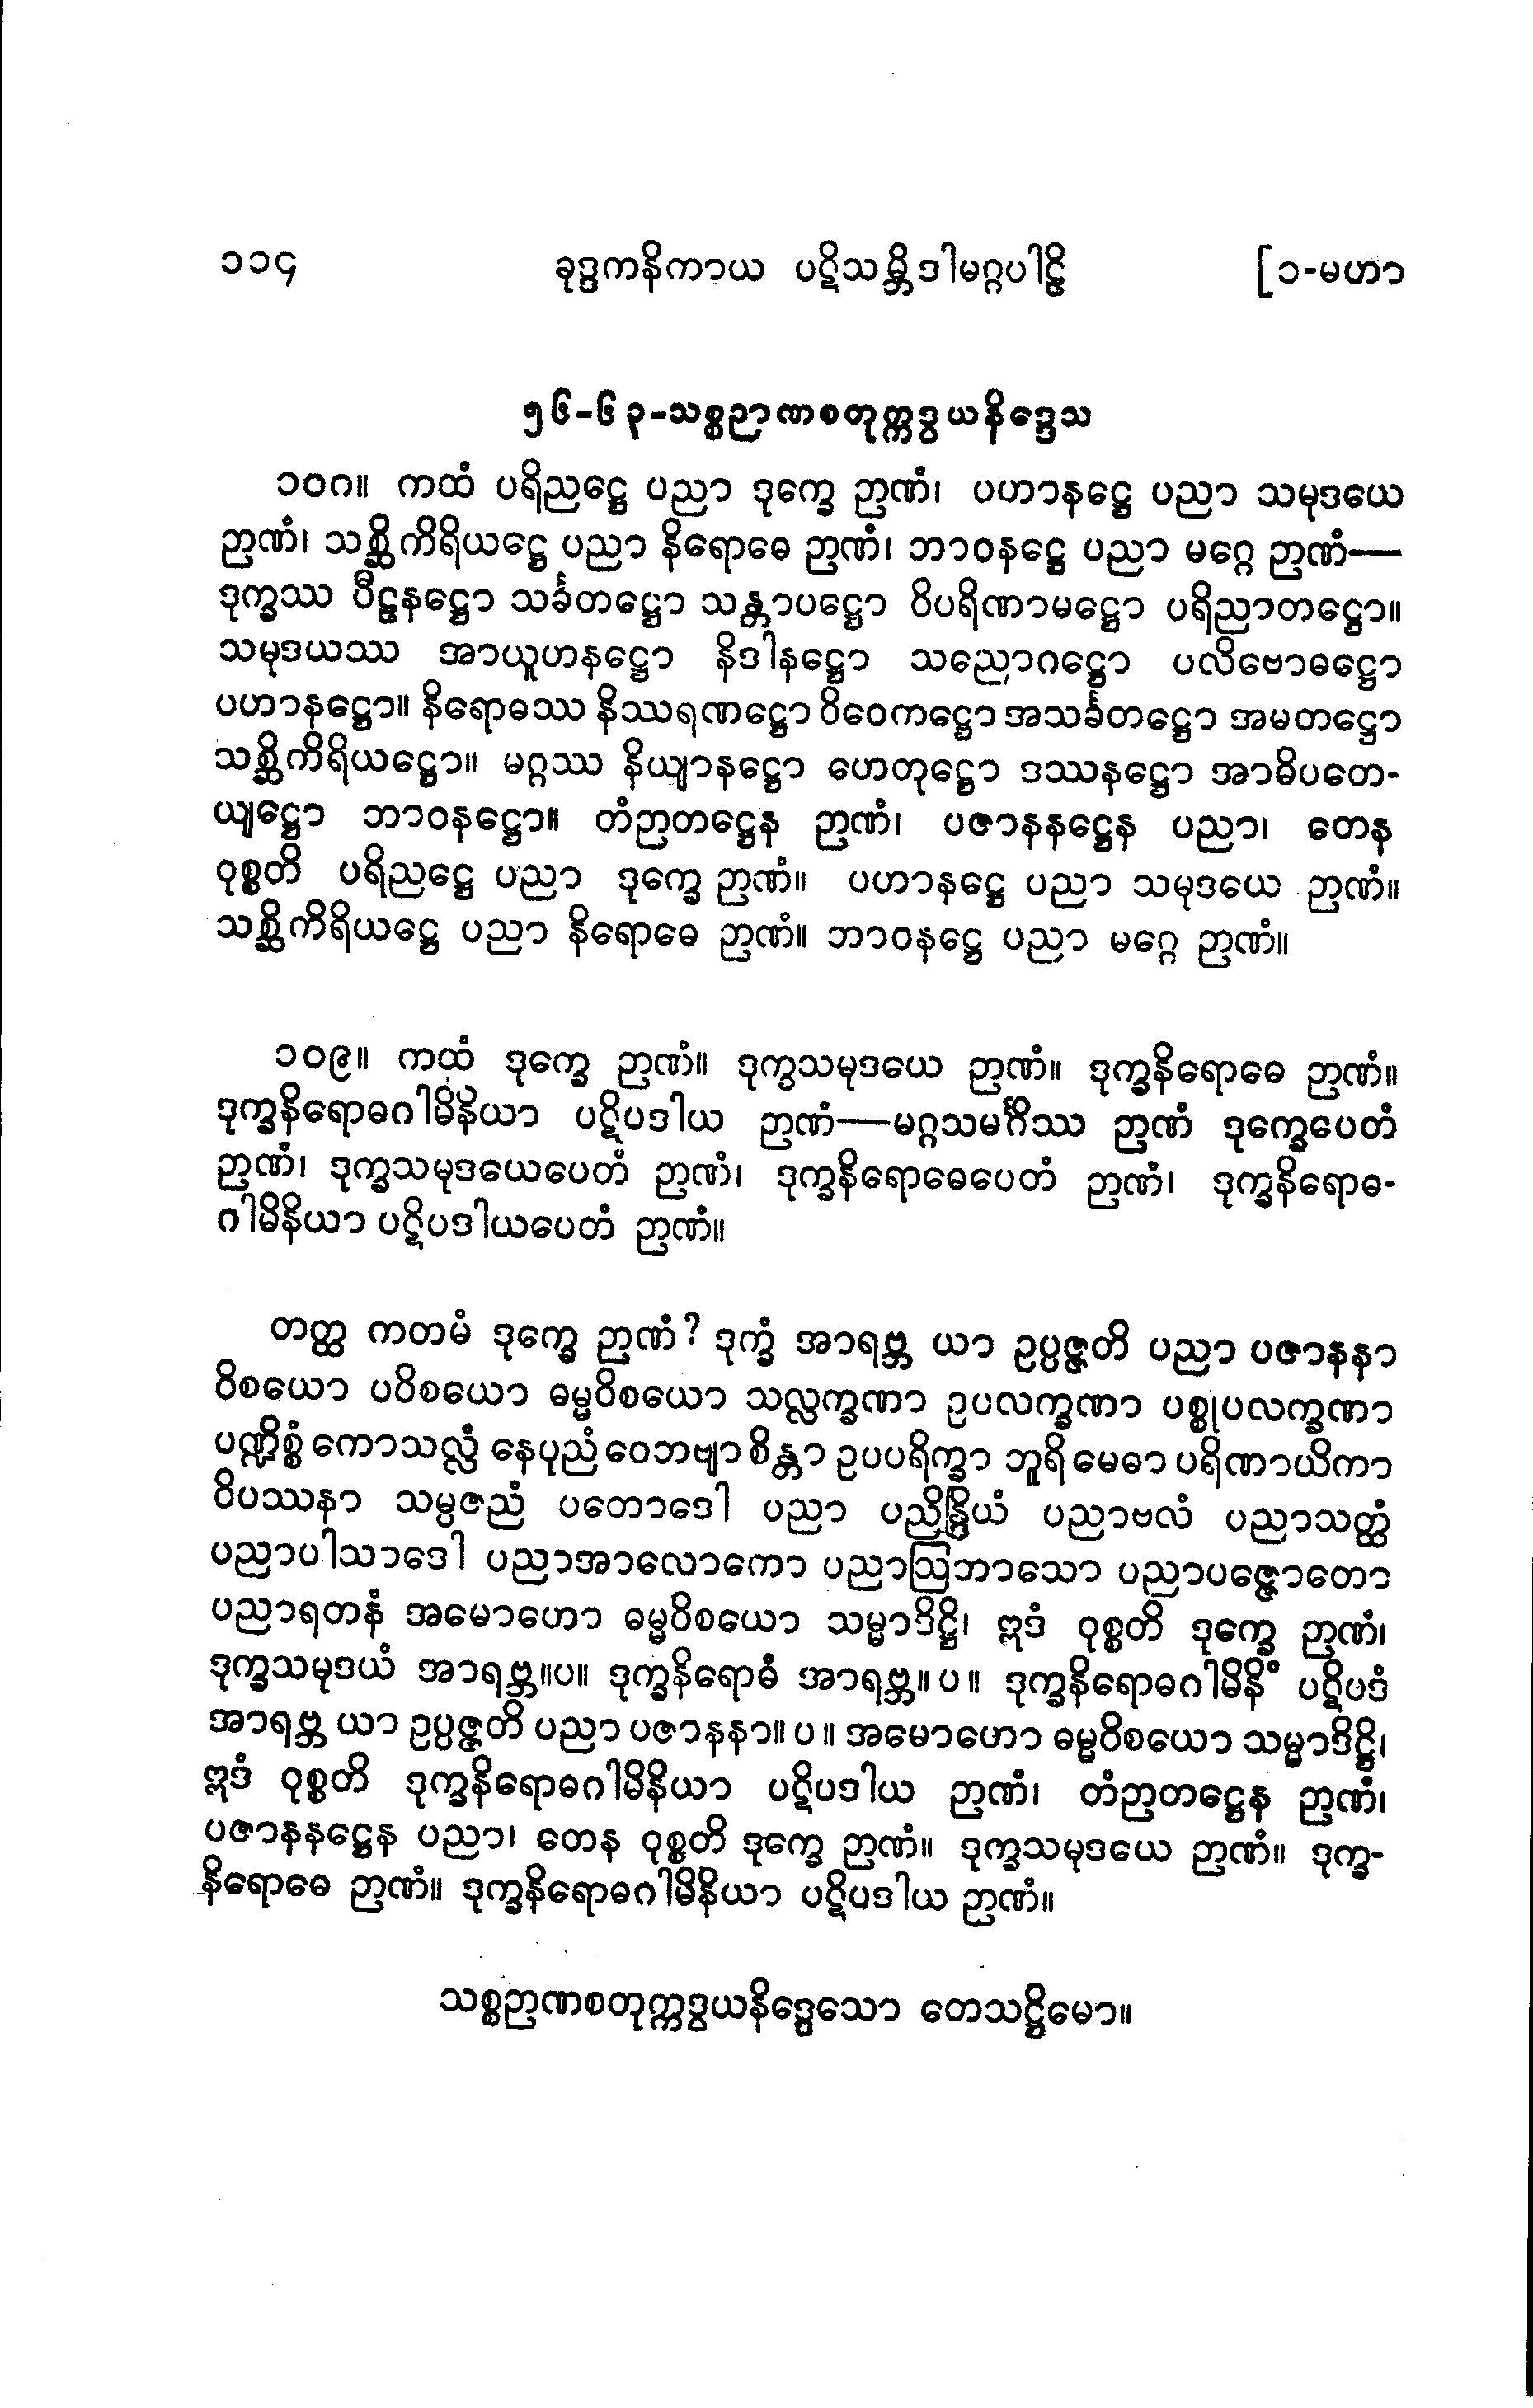 ၁၁၄ ခုဒ္ဒကနိကာယ ပဋိသမ္ဘိဒါမဂ္ဂပါဠိ [၁-မဟာ
၅၆-၆၃-သစ္စဉာဏစတုက္ကဒွယနိဒ္ဒေသ
၁၀ဂ။ ကထံ ပရိညဋ္ဌေ ပညာ ဒုက္ခေ ဉာဏံ၊ ပဟာနဋ္ဌေ ပညာ သမုဒယေ
ဉာဏံ၊ သစ္ဆိကိရိယဋ္ဌေ ပညာ နိရောဓေ ဉာဏံ၊ ဘာဝနဋ္ဌေ ပညာ မဂ္ဂေ ဉာဏံ—
ဒုက္ခဿ ပီဠနဋ္ဌော သင်္ခတဋ္ဌော သန္တာပဋ္ဌော ဝိပရိဏာမဋ္ဌော ပရိညာတဋ္ဌော။
သမုဒယဿ အာယူဟနဋ္ဌော နိဒါနဋ္ဌော သညောဂဋ္ဌော ပလိဗောဓဋ္ဌော
ပဟာနဋ္ဌော။ နိရောဓဿ နိဿရဏဋ္ဌော ဝိဝေကဋ္ဌော အသင်္ခတဋ္ဌော အမတဋ္ဌော
သစ္ဆိကိရိယဋ္ဌော။ မဂ္ဂဿ နိယျာနဋ္ဌော ဟေတုဋ္ဌော ဒဿနဋ္ဌော အာဓိပတေ-
ယျဋ္ဌော ဘာဝနဋ္ဌော။ တံဉာတဋ္ဌေန ဉာဏံ၊ ပဇာနနဋ္ဌေန ပညာ၊ တေန
ဝုစ္စတိ ပရိညဋ္ဌေ ပညာ ဒုက္ခေ ဉာဏံ။ ပဟာနဋ္ဌေ ပညာ သမုဒယေ ဉာဏံ။
သစ္ဆိကိရိယဋ္ဌေ ပညာ နိရောဓေ ဉာဏံ။ ဘာဝနဋ္ဌေ ပညာ မဂ္ဂေ ဉာဏံ။
၁၀၉။ ကထံ ဒုက္ခေ ဉာဏံ။ ဒုက္ခသမုဒယေ ဉာဏံ။ ဒုက္ခနိရောဓေ ဉာဏံ။
ဒုက္ခနိရောဓဂါမိနိယာ ပဋိပဒါယ ဉာဏံ—မဂ္ဂသမင်္ဂိဿ ဉာဏံ ဒုက္ခေပေတံ
ဉာဏံ၊ ဒုက္ခသမုဒယေပေတံ ဉာဏံ၊ ဒုက္ခနိရောဓေပေတံ ဉာဏံ၊ ဒုက္ခနိရောဓ-
ဂါမိနိယာ ပဋိပဒါယပေတံ ဉာဏံ။
တတ္ထ ကတမံ ဒုက္ခေ ဉာဏံ? ဒုက္ခံ အာရဗ္ဘ ယာ ဥပ္ပဇ္ဇတိ ပညာ ပဇာနနာ
ဝိစယော ပဝိစယော ဓမ္မဝိစယော သလ္လက္ခဏာ ဥပလက္ခဏာ ပစ္စုပလက္ခဏာ
ပဏ္ဍိစ္စံ ကောသလ္လံ နေပုညံ ဝေဘဗျာ စိန္တာ ဥပပရိက္ခာ ဘူရိ မေဓာ ပရိဏာယိကာ
ဝိပဿနာ သမ္ပဇညံ ပတောဒေါ ပညာ ပညိန္ဒြိယံ ပညာဗလံ ပညာသတ္ထံ
ပညာပါသာဒေါ ပညာအာလောကော ပညာဩဘာသော ပညာပဇ္ဇောတော
ပညာရတနံ အမောဟော ဓမ္မဝိစယော သမ္မာဒိဋ္ဌိ၊ ဣဒံ ဝုစ္စတိ ဒုက္ခေ ဉာဏံ၊
ဒုက္ခသမုဒယံ အာရဗ္ဘ။ပ။ ဒုက္ခနိရောဓံ အာရဗ္ဘ။ ပ ။ ဒုက္ခနိရောဓဂါမိနိံ ပဋိပဒံ
အာရဗ္ဘ ယာ ဥပ္ပဇ္ဇတိ ပညာ ပဇာနနာ။ ပ ။ အမောဟော ဓမ္မဝိစယော သမ္မာဒိဋ္ဌိ၊
ဣဒံ ဝုစ္စတိ ဒုက္ခနိရောဓဂါမိနိယာ ပဋိပဒါယ ဉာဏံ၊ တံဉာတဋ္ဌေန ဉာဏံ၊
ပဇာနနဋ္ဌေန ပညာ၊ တေန ဝုစ္စတိ ဒုက္ခေ ဉာဏံ။ ဒုက္ခသမုဒယေ ဉာဏံ။ ဒုက္ခ-
နိရောဓေ ဉာဏံ။ ဒုက္ခနိရောဓဂါမိနိယာ ပဋိပဒါယ ဉာဏံ။
သစ္စဉာဏစတုက္ကဒွယနိဒ္ဒေသော တေသဋ္ဌိမော။